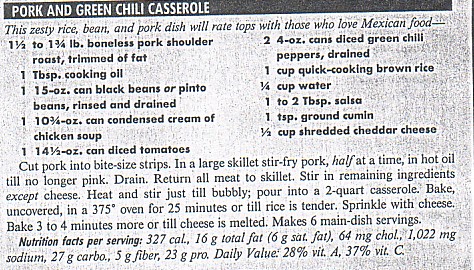 PORK AND GREEN CHILI CASSEROLE
This zesty rice, bean, and pork dish will rate tops with those who love Mexican food—
1½ to 1¾ lb. boneless pork shoulder
roast, trimmed of fat
1 Tbsp. cooking oil
1 15-oz. can black beans or pinto
beans, rinsed and drained
1 10¾-oz. can condensed cream of
chicken soup
1 14½-oz. can diced tomatoes
2 4-oz. cans diced green chili
peppers, drained
1 cup quick-cooking brown rice
¼ cup water
1 to 2 Tbsp. salsa
1 tsp. ground cumin
½ cup shredded cheddar cheese
Cut pork into bite-size strips. In a large skillet stir-fry pork, half at a time, in hot oil
till no longer pink. Drain. Return all meat to skillet. Stir in remaining ingredients
except cheese. Heat and stir just till bubbly; pour into a 2-quart casserole. Bake,
uncovered, in a 375° oven for 25 minutes or till rice is tender. Sprinkle with cheese.
Bake 3 to 4 minutes more or till cheese is melted. Makes 6 main-dish servings.
Nutrition facts per serving: 327 cal., 16 g total fat (6 g sat. fat), 64 mg chol., 1,022 mg
sodium, 27 g carbo., 5 g fiber, 23 g pro. Daily Value: 28% vit. A, 37% vit. C.